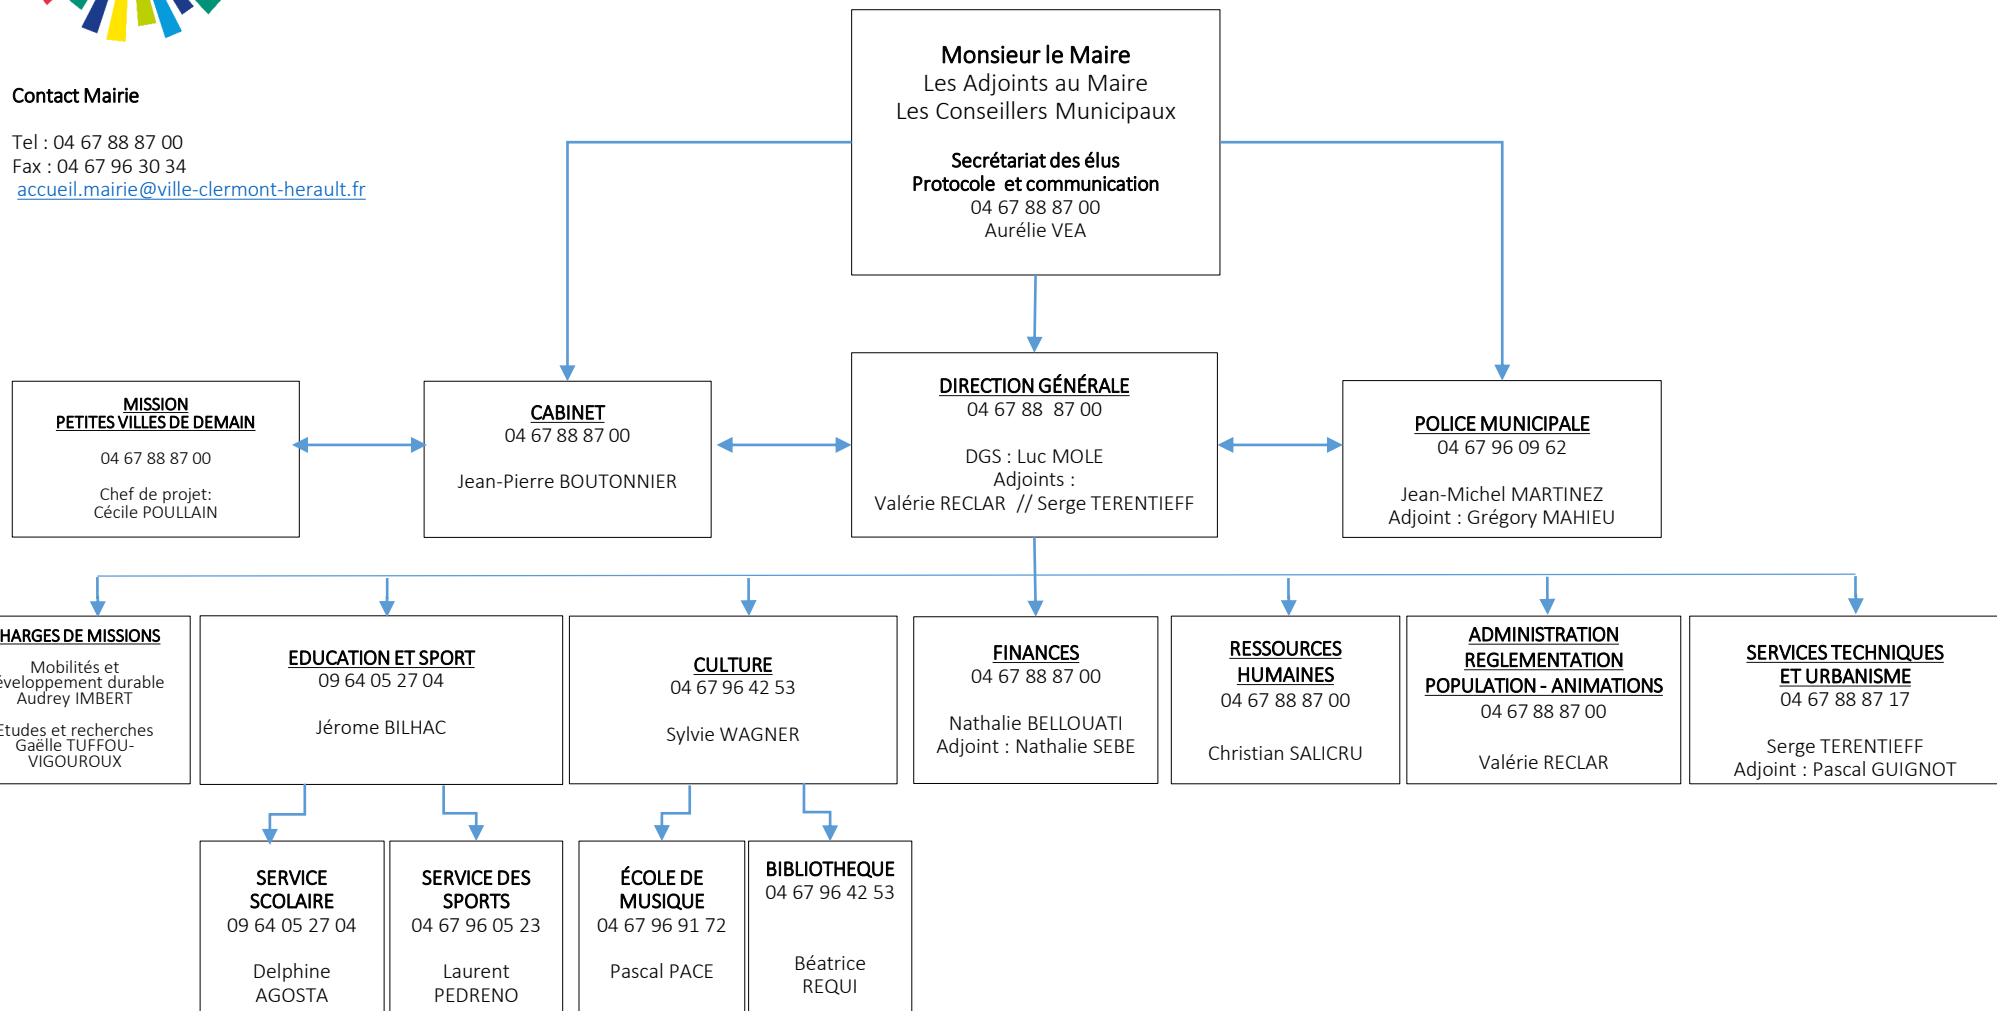 Contact Mairie
Tel : 04 67 88 87 00
Fax : 04 67 96 30 34
accueil.mairie@ville-clermont-herault.fr
Monsieur le Maire
Les Adjoints au Maire
Les Conseillers Municipaux
Secrétariat des élus
Protocole et communication
04 67 88 87 00
Aurélie VEA
MISSION
PETITES VILLES DE DEMAIN
04 67 88 87 00
Chef de projet:
Cécile POULLAIN
CABINET
04 67 88 87 00
Jean-Pierre BOUTONNIER
DIRECTION GÉNÉRALE
04 67 88 87 00
DGS : Luc MOLE
Adjoints :
Valérie RECLAR // Serge TERENTIEFF
POLICE MUNICIPALE
04 67 96 09 62
Jean-Michel MARTINEZ
Adjoint : Grégory MAHIEU
HARGES DE MISSIONS
Mobilités et
éveloppement durable
Audrey IMBERT
Etudes et recherches
Gaëlle TUFFOU-
VIGOUROUX
EDUCATION ET SPORT
09 64 05 27 04
Jérome BILHAC
CULTURE
04 67 96 42 53
Sylvie WAGNER
FINANCES
04 67 88 87 00
Nathalie BELLOUATI
Adjoint : Nathalie SEBE
RESSOURCES
HUMAINES
04 67 88 87 00
Christian SALICRU
ADMINISTRATION
REGLEMENTATION
POPULATION - ANIMATIONS
04 67 88 87 00
Valérie RECLAR
SERVICES TECHNIQUES
ET URBANISME
04 67 88 87 17
Serge TERENTIEFF
Adjoint : Pascal GUIGNOT
SERVICE
SCOLAIRE
09 64 05 27 04
Delphine
AGOSTA
SERVICE DES
SPORTS
04 67 96 05 23
Laurent
PEDRENO
ÉCOLE DE
MUSIQUE
04 67 96 91 72
Pascal PACE
BIBLIOTHEQUE
04 67 96 42 53
Béatrice
REQUI